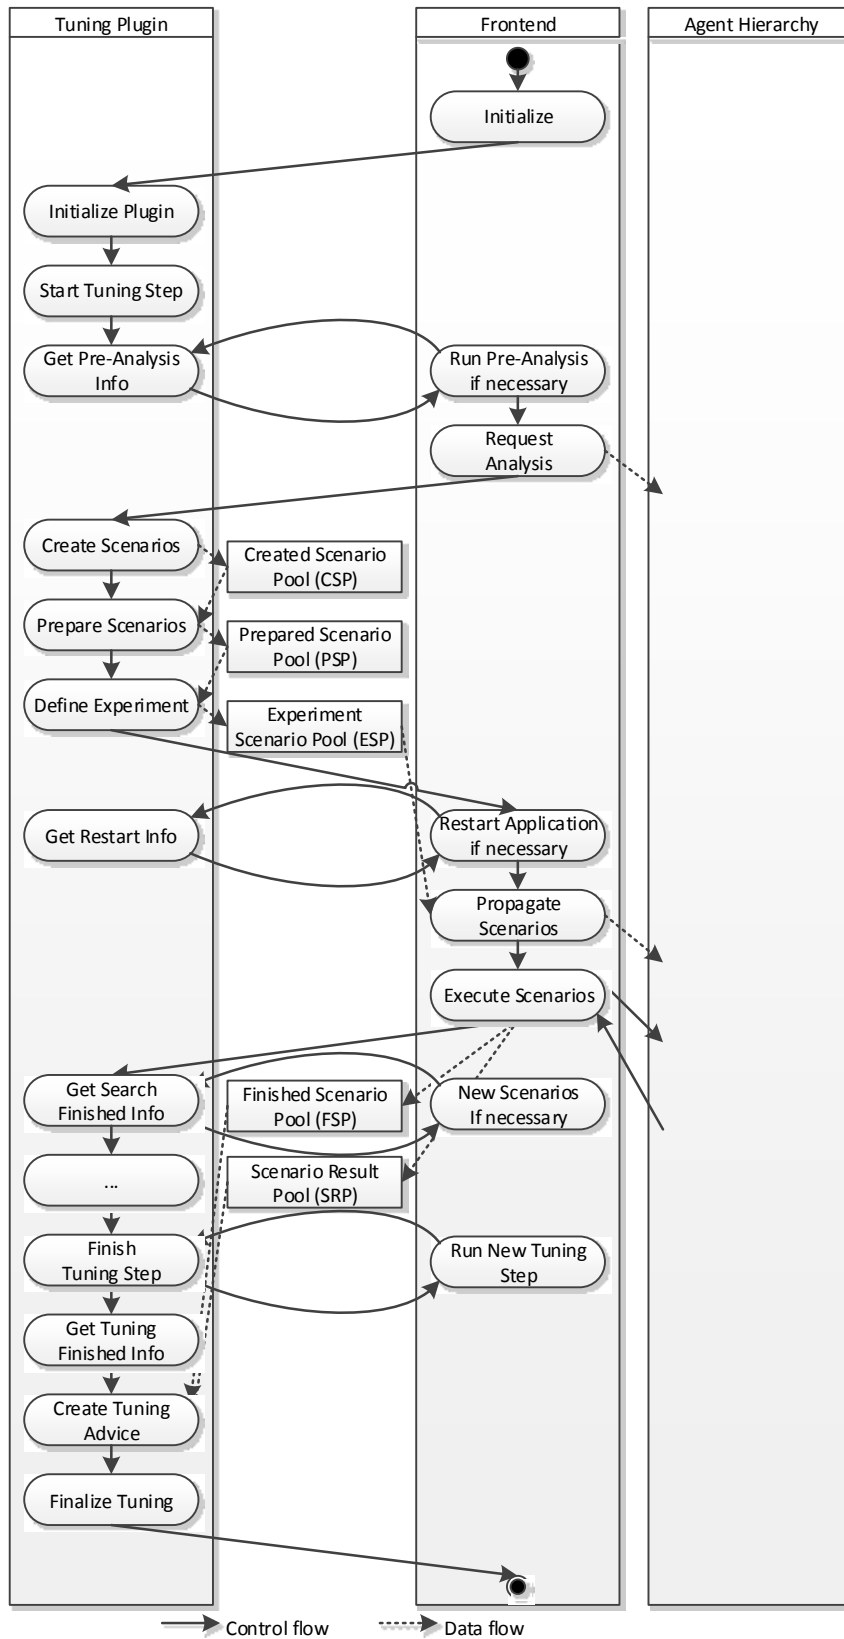 Tuning Plugin
Frontend
Agent Hierarchy
Initialize
Initialize Plugin
Start Tuning Step
Get Pre-Analysis
Info
Run Pre-Analysis
if necessary
Request
Analysis
Create Scenarios
Created Scenario
Pool (CSP)
Prepare Scenarios
Prepared Scenario
Pool (PSP)
Define Experiment
Experiment
Scenario Pool (ESP)
Get Restart Info
Restart Application
if necessary
Propagate
Scenarios
Execute Scenarios
Get Search
Finished Info
Finished Scenario
Pool (FSP)
New Scenarios
If necessary
...
Scenario Result
Pool (SRP)
Finish
Tuning Step
Run New Tuning
Step
Get Tuning
Finished Info
Create Tuning
Advice
Finalize Tuning
Control flow
Data flow